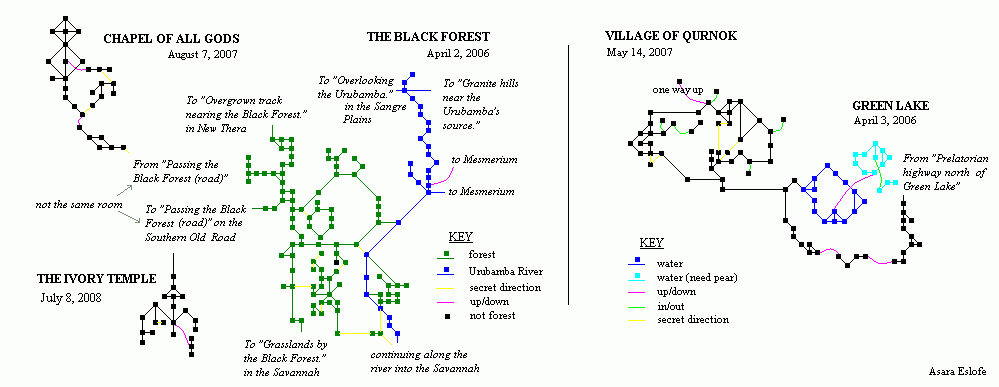 CHAPEL OF ALL GODS
August 7, 2007
THE BLACK FOREST
April 2, 2006
To "Overgrown track
nearing the Black Forest."
in New Thera
To "Overlooking
the Urubamba."
in the Sangre
Plains
To "Granite hills
near the
Urubamba's
source."
to Mesmerium
to Mesmerium
From "Passing the
Black Forest (road)"
not the same room
To "Passing the Black
Forest (road)" on the
Southern Old Road
THE IVORY TEMPLE
July 8, 2008
KEY
forest
Urubamba River
secret direction
up/down
not forest
To "Grasslands by
the Black Forest."
in the Savannah
continuing along the
river into the Savannah
VILLAGE OF QURNOK
May 14, 2007
one way up
GREEN LAKE
April 3, 2006
From "Prelatorian
highway north of
Green Lake"
KEY
water
water (need pear)
up/down
in/out
secret direction
Asara Eslofe